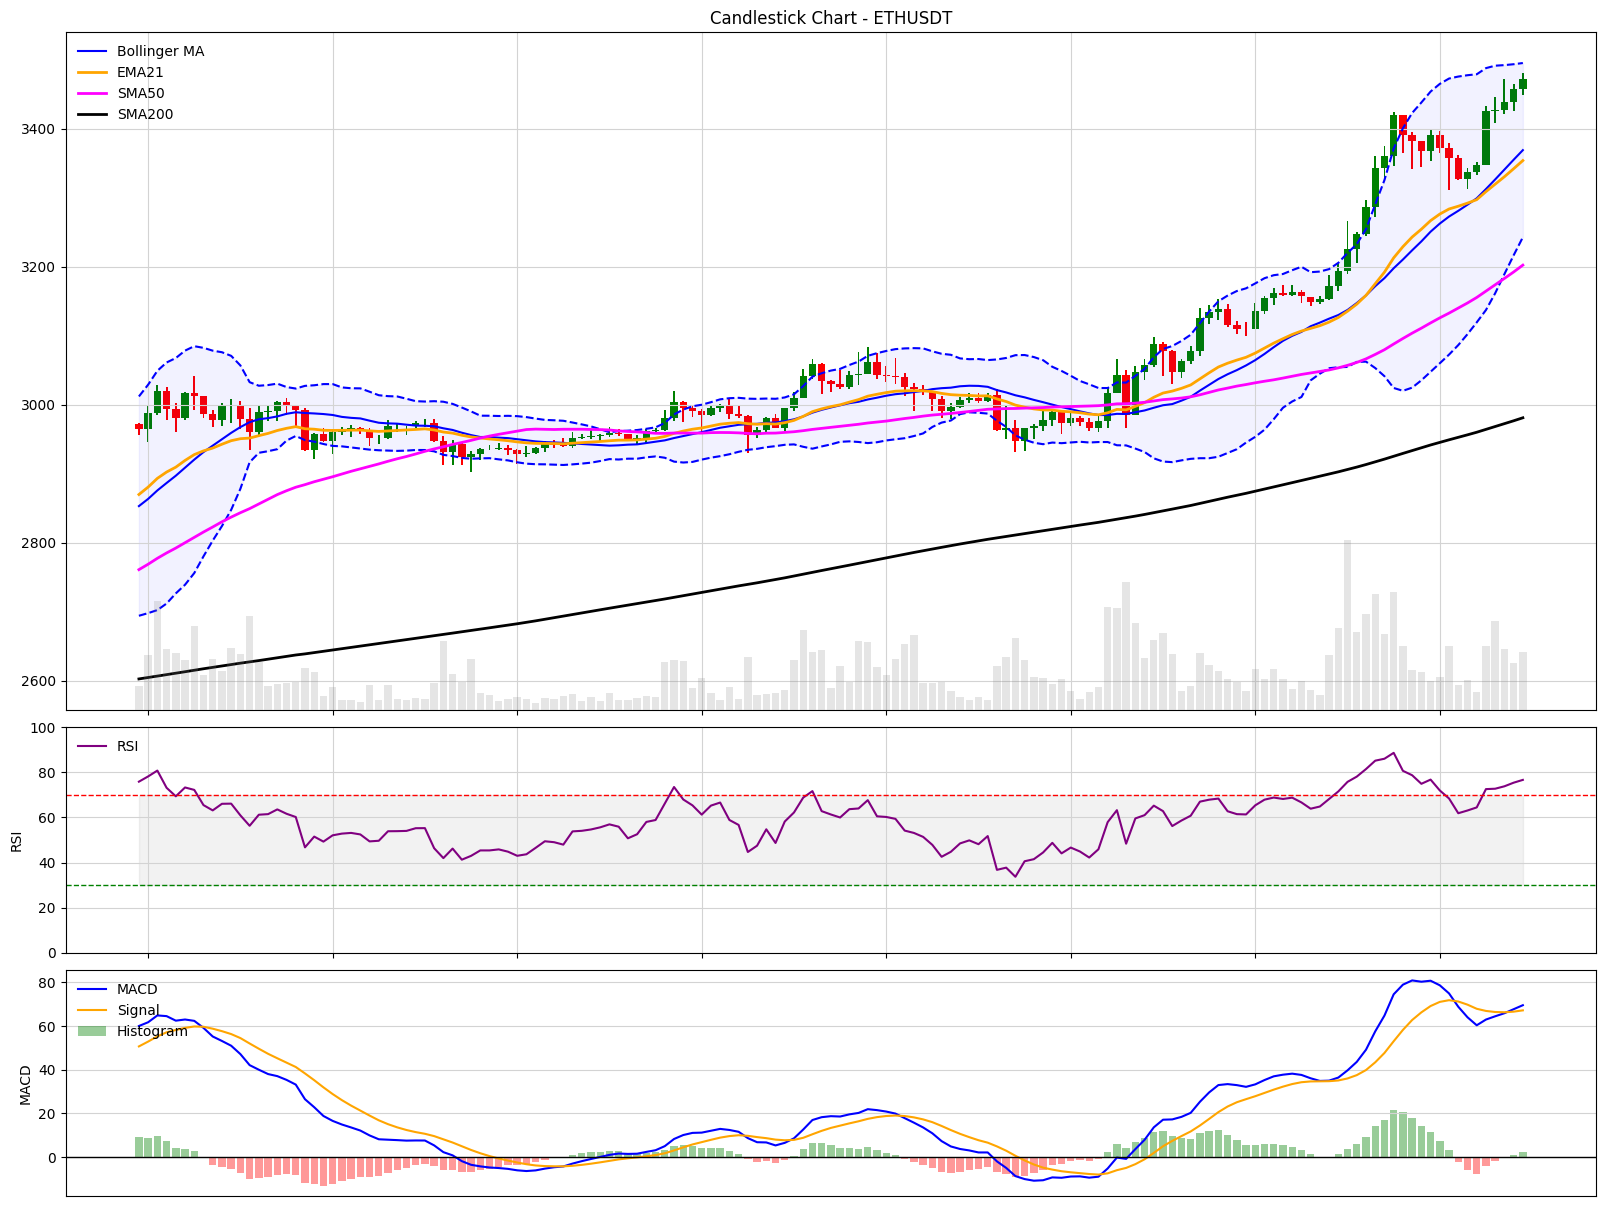 Candlestick Chart - ETHUSDT
Bollinger MA
EMA21
SMA50
SMA200
3400
3200
3000
2800
2600
100
80
60
40
20
0
RSI
RSI
80
60
40
20
0
MACD
MACD
Signal
Histogram